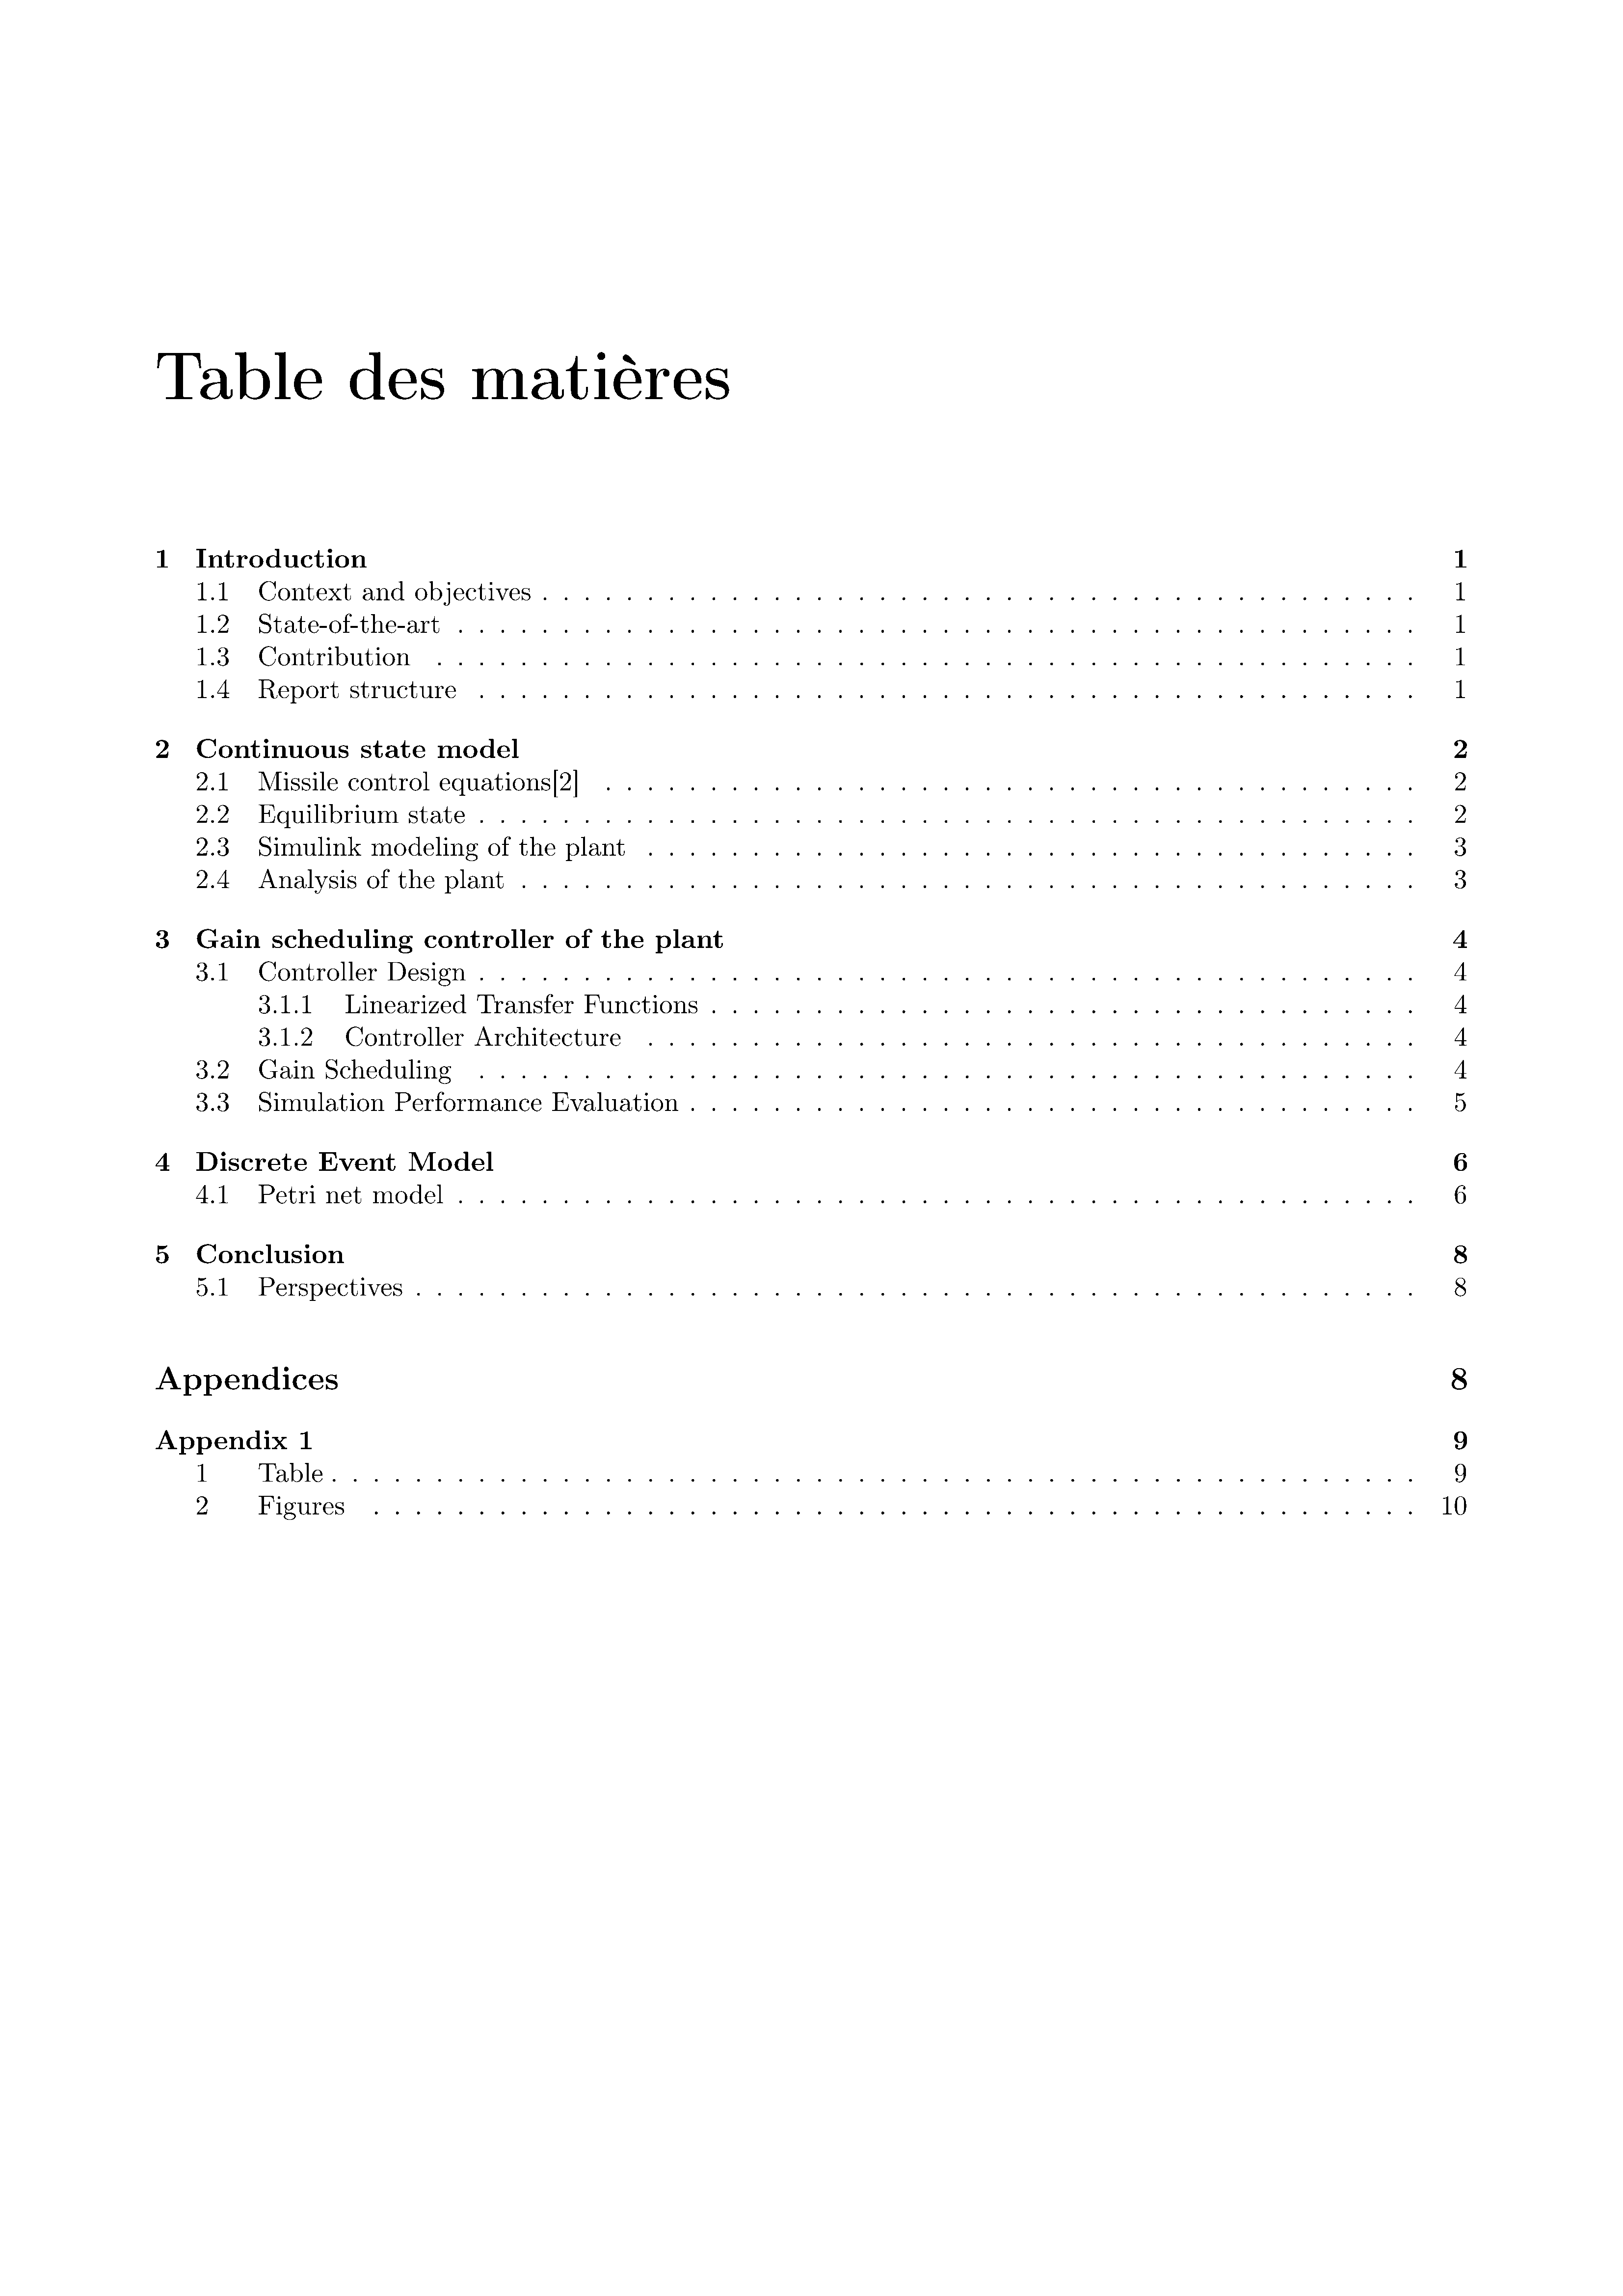 Table des matières
1 Introduction 1
1.1 Context and objectives . . . . . . . . . . . . . . . . . . . . . . . . . . . . . . . . . . . . . . . . . . 1
1.2 State-of-the-art . . . . . . . . . . . . . . . . . . . . . . . . . . . . . . . . . . . . . . . . . . . . . . 1
1.3 Contribution . . . . . . . . . . . . . . . . . . . . . . . . . . . . . . . . . . . . . . . . . . . . . . . 1
1.4 Report structure . . . . . . . . . . . . . . . . . . . . . . . . . . . . . . . . . . . . . . . . . . . . . 1
2 Continuous state model 2
2.1 Missile control equations[2] . . . . . . . . . . . . . . . . . . . . . . . . . . . . . . . . . . . . . . . 2
2.2 Equilibrium state . . . . . . . . . . . . . . . . . . . . . . . . . . . . . . . . . . . . . . . . . . . . . 2
2.3 Simulink modeling of the plant . . . . . . . . . . . . . . . . . . . . . . . . . . . . . . . . . . . . . 3
2.4 Analysis of the plant . . . . . . . . . . . . . . . . . . . . . . . . . . . . . . . . . . . . . . . . . . . 3
3 Gain scheduling controller of the plant 4
3.1 Controller Design . . . . . . . . . . . . . . . . . . . . . . . . . . . . . . . . . . . . . . . . . . . . . 4
3.1.1 Linearized Transfer Functions . . . . . . . . . . . . . . . . . . . . . . . . . . . . . . . . . . 4
3.1.2 Controller Architecture . . . . . . . . . . . . . . . . . . . . . . . . . . . . . . . . . . . . . 4
3.2 Gain Scheduling . . . . . . . . . . . . . . . . . . . . . . . . . . . . . . . . . . . . . . . . . . . . . 4
3.3 Simulation Performance Evaluation . . . . . . . . . . . . . . . . . . . . . . . . . . . . . . . . . . . 5
4 Discrete Event Model 6
4.1 Petri net model . . . . . . . . . . . . . . . . . . . . . . . . . . . . . . . . . . . . . . . . . . . . . . 6
5 Conclusion 8
5.1 Perspectives . . . . . . . . . . . . . . . . . . . . . . . . . . . . . . . . . . . . . . . . . . . . . . . . 8
Appendices 8
Appendix 1 9
1 Table . . . . . . . . . . . . . . . . . . . . . . . . . . . . . . . . . . . . . . . . . . . . . . . . . . . . 9
2 Figures . . . . . . . . . . . . . . . . . . . . . . . . . . . . . . . . . . . . . . . . . . . . . . . . . . 10